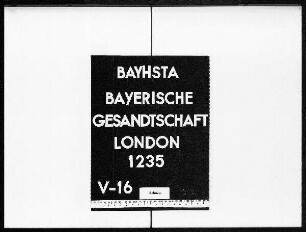 BAYHSTA
BAYERISCHE
GESANDTSCHAFT
LONDON
1235
V-16